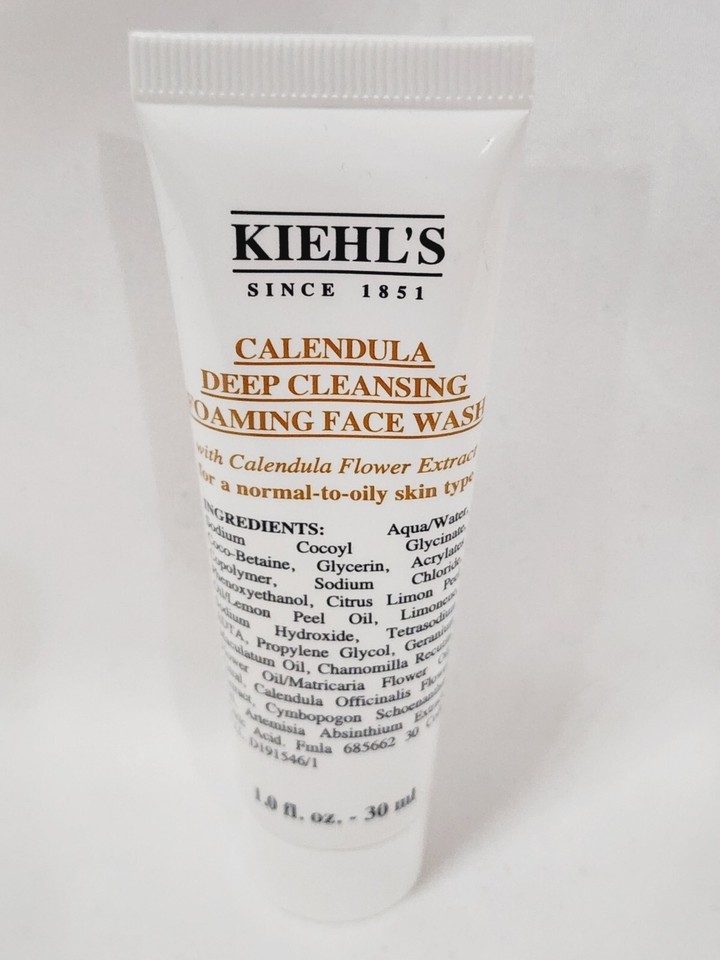 KIEHL'S
SINCE 1851
CALENDULA
DEEP CLEANSING
FOAMING FACE WASH
with Calendula Flower Extract
for a normal-to-oily skin type
INGREDIENTS: Aqua/Water,
Sodium Cocoyl Glycinate,
Coco-Betaine, Glycerin, Acrylates
Copolymer, Sodium Chloride,
Phenoxyethanol, Citrus Limon Peel
Oil/Lemon Peel Oil, Limonene,
Sodium Hydroxide, Tetrasodium
EDTA, Propylene Glycol, Geranium
Maculatum Oil, Chamomilla Recutita
Flower Oil/Matricaria Flower Oil,
Calendula Officinalis Flower
Extract, Cymbopogon Schoenanthus
Artemisia Absinthium Extract,
Acid. Fmla 685662 30
D191546/1
1.0 fl. oz. - 30 ml